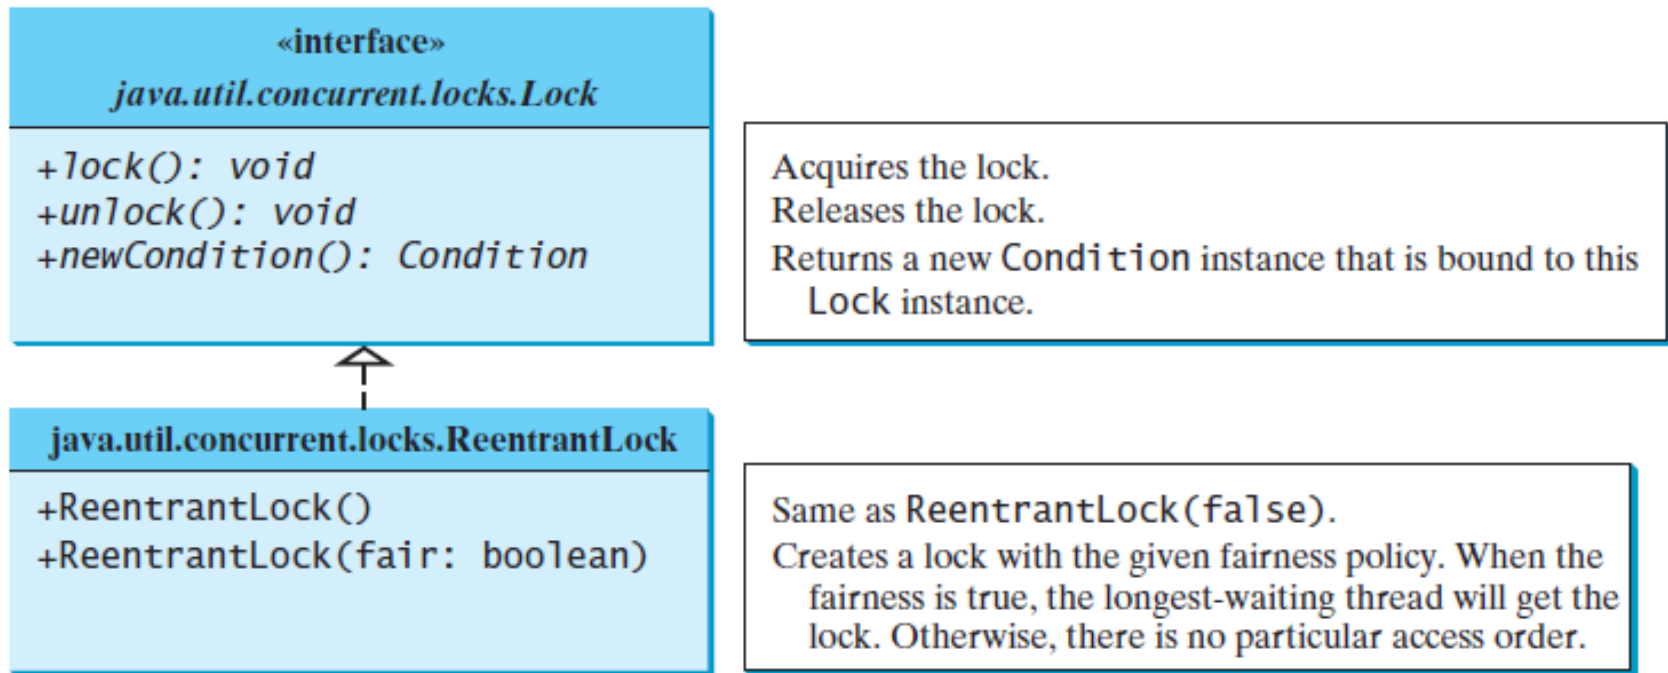 «interface»
java.util.concurrent.locks.Lock
+lock(): void
+unlock(): void
+newCondition(): Condition
Acquires the lock.
Releases the lock.
Returns a new Condition instance that is bound to this
Lock instance.
java.util.concurrent.locks.ReentrantLock
+ReentrantLock()
+ReentrantLock(fair: boolean)
Same as ReentrantLock(false).
Creates a lock with the given fairness policy. When the
fairness is true, the longest-waiting thread will get the
lock. Otherwise, there is no particular access order.